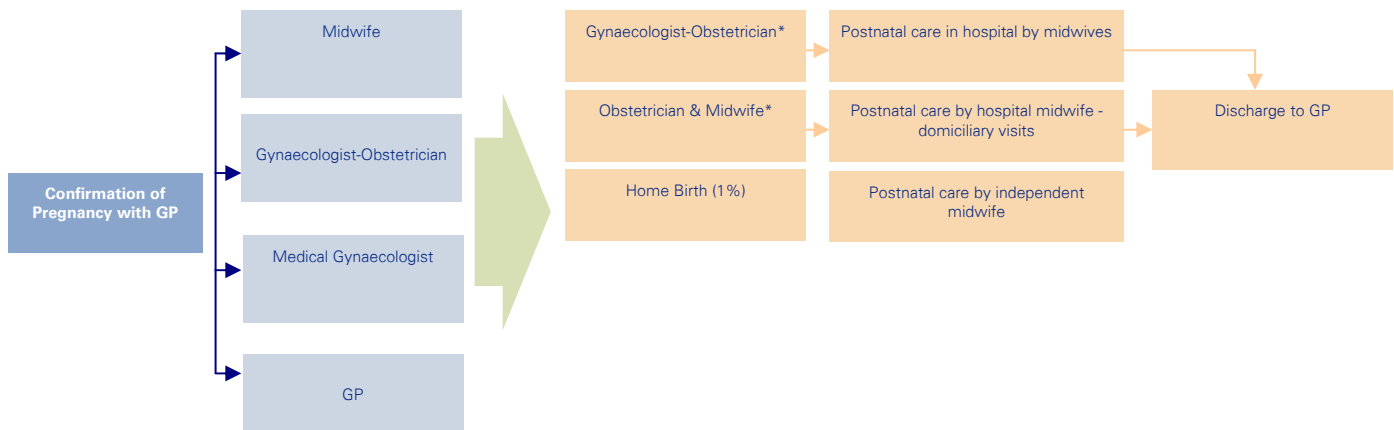 Confirmation of
Pregnancy with GP
Midwife
Gynaecologist-Obstetrician
Medical Gynaecologist
GP
Gynaecologist-Obstetrician*
Postnatal care in hospital by midwives
Obstetrician & Midwife*
Postnatal care by hospital midwife -
domiciliary visits
Discharge to GP
Home Birth (1%)
Postnatal care by independent
midwife